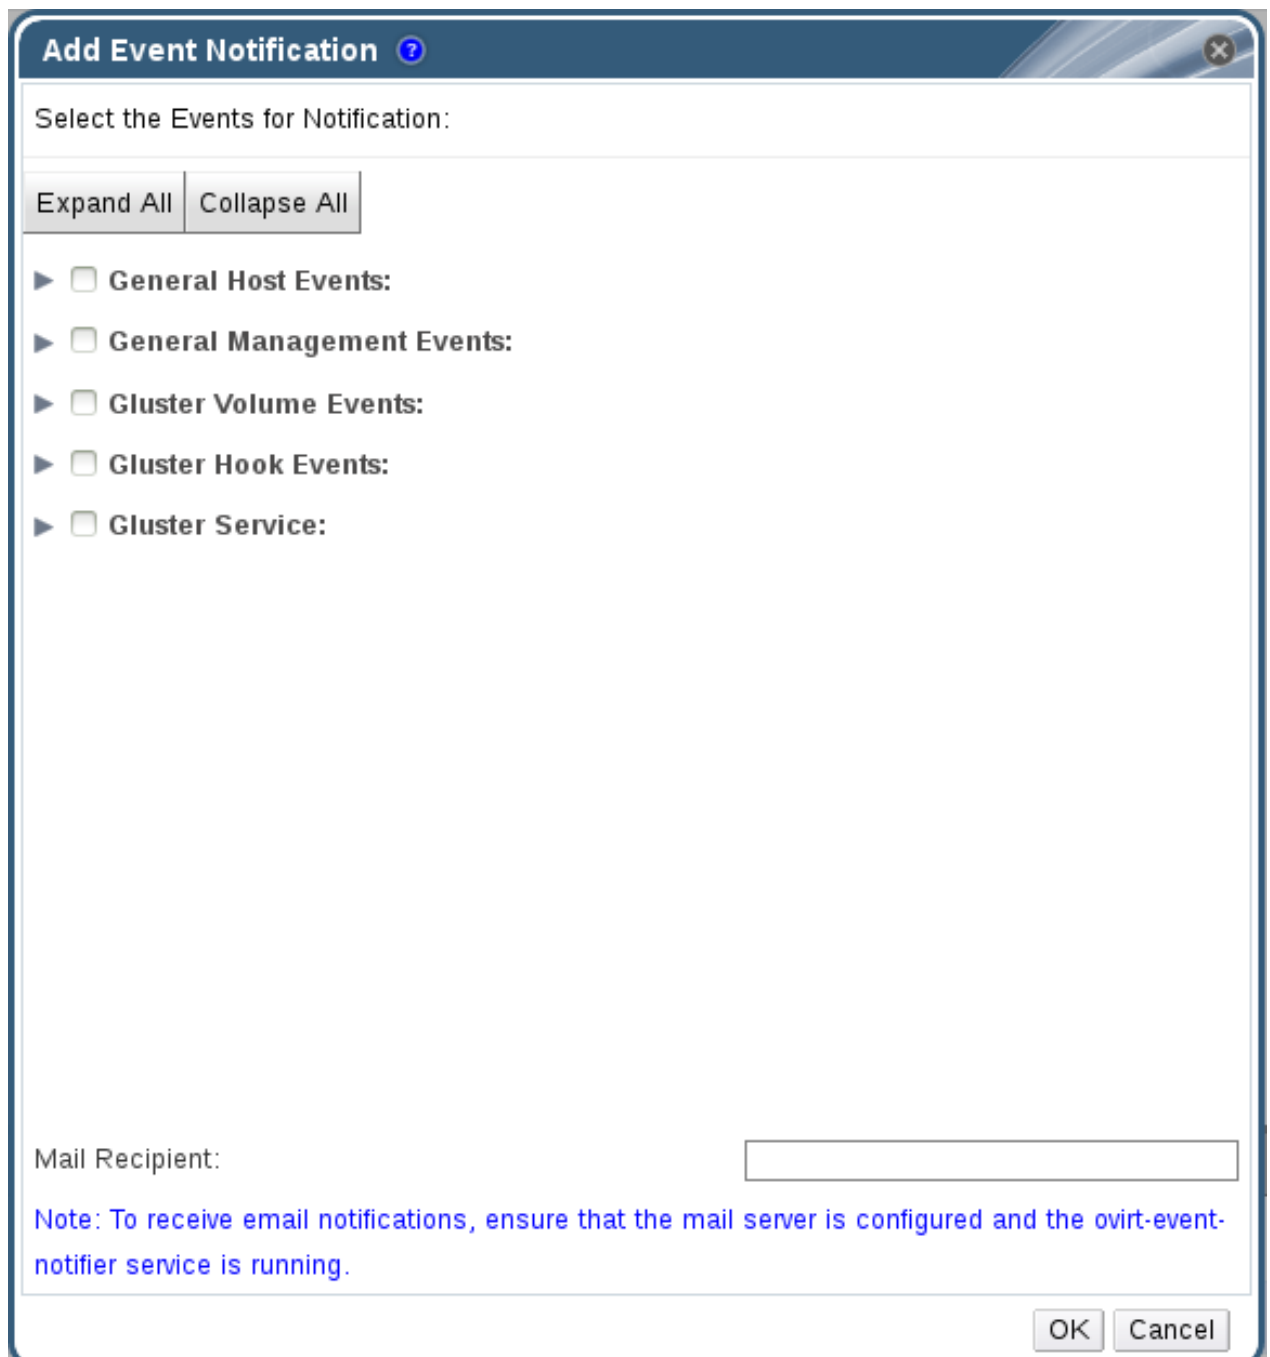 Add Event Notification ?
Select the Events for Notification:
Expand All Collapse All
General Host Events:
General Management Events:
Gluster Volume Events:
Gluster Hook Events:
Gluster Service:
Mail Recipient:
Note: To receive email notifications, ensure that the mail server is configured and the ovirt-event-
notifier service is running.
OK Cancel